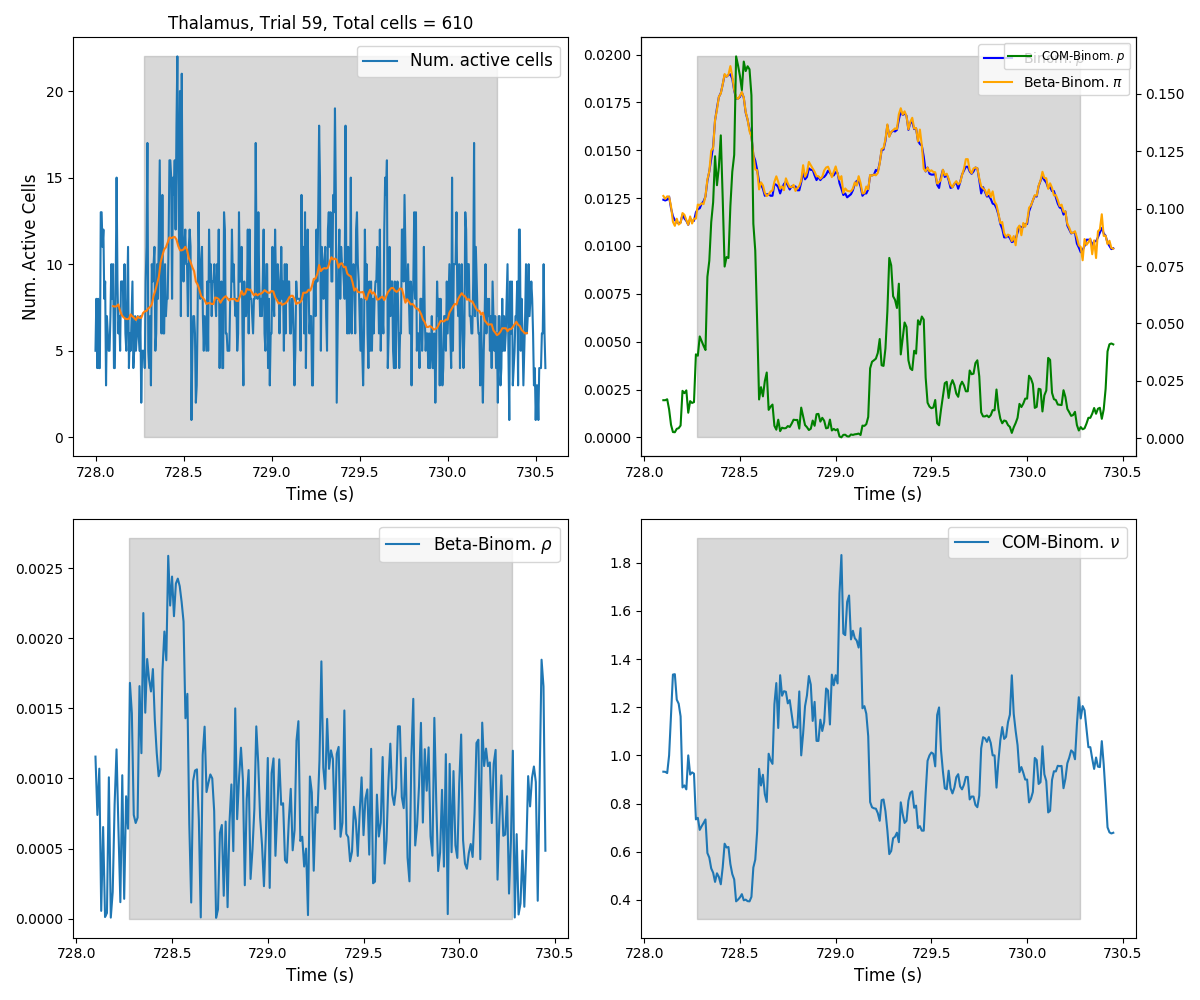 Thalamus, Trial 59, Total cells = 610
Num. active cells
Num. Active Cells
20
15
10
5
0
728.0 728.5 729.0 729.5 730.0 730.5
Time (s)
COM-Binom. p
Beta-Binom. π
0.0200
0.0175
0.0150
0.0125
0.0100
0.0075
0.0050
0.0025
0.0000
0.150
0.125
0.100
0.075
0.050
0.025
0.000
728.0 728.5 729.0 729.5 730.0 730.5
Time (s)
Beta-Binom. ρ
0.0025
0.0020
0.0015
0.0010
0.0005
0.0000
728.0 728.5 729.0 729.5 730.0 730.5
Time (s)
COM-Binom. ν
1.8
1.6
1.4
1.2
1.0
0.8
0.6
0.4
728.0 728.5 729.0 729.5 730.0 730.5
Time (s)